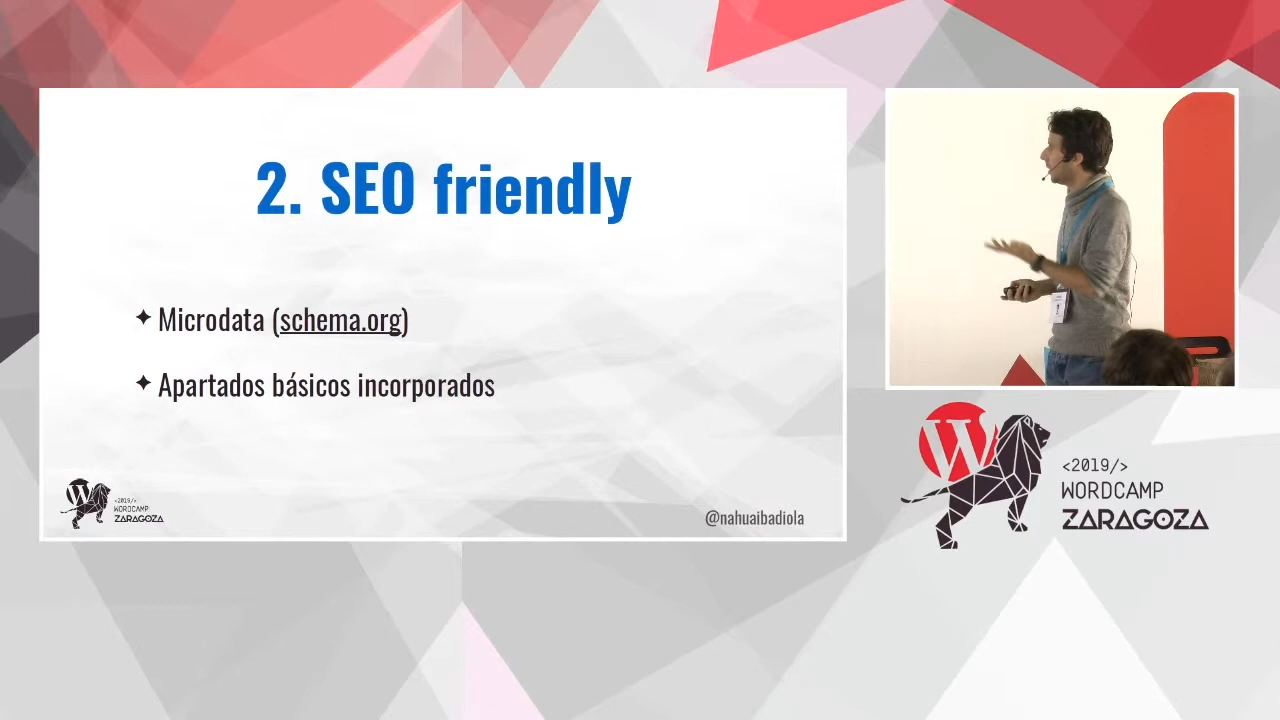 2. SEO friendly
✦ Microdata (schema.org)
✦ Apartados básicos incorporados
<2019/>
WORDCAMP
ZARAGOZA
@nahuaibadiola
W
<2019/>
WORDCAMP
ZARAGOZA